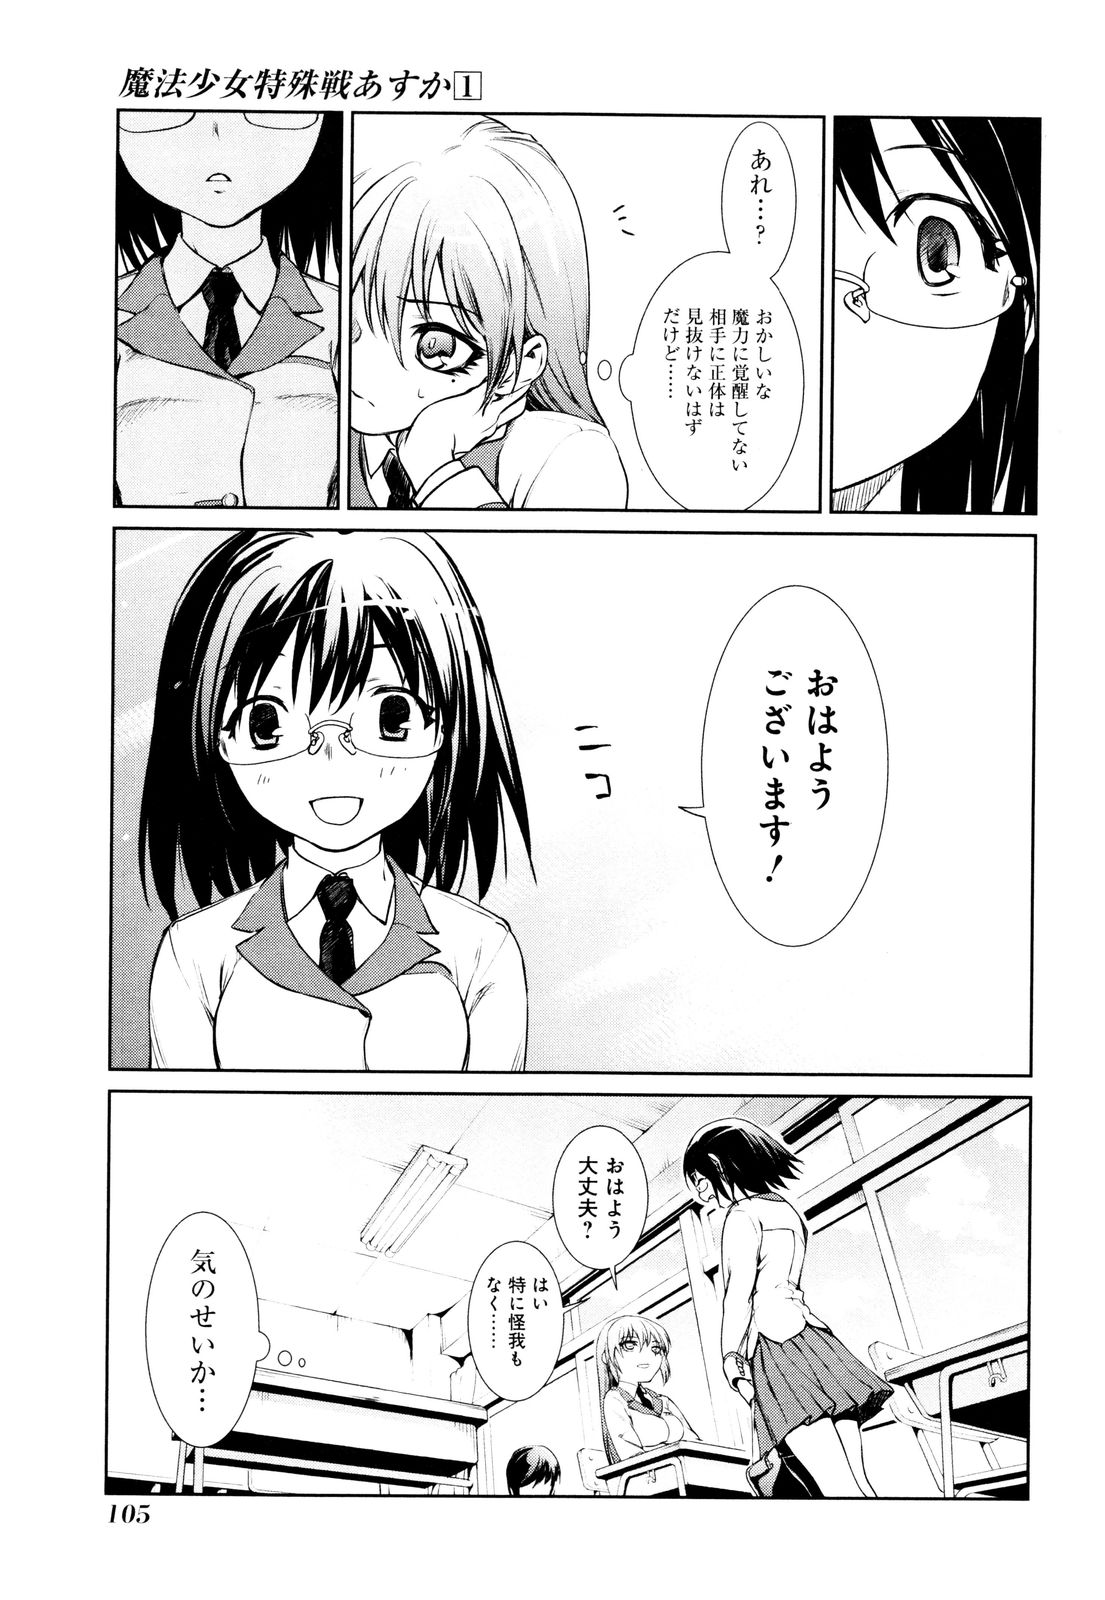 魔法少女特殊戦あすか1
あれ……?
おかしいな
魔力に覚醒してない
相手に正体は
見抜けないはず
だけど……
おはよう
ございます!
ニコ
おはよう
大丈夫?
はい
特に怪我も
なく……
気のせいか…
105